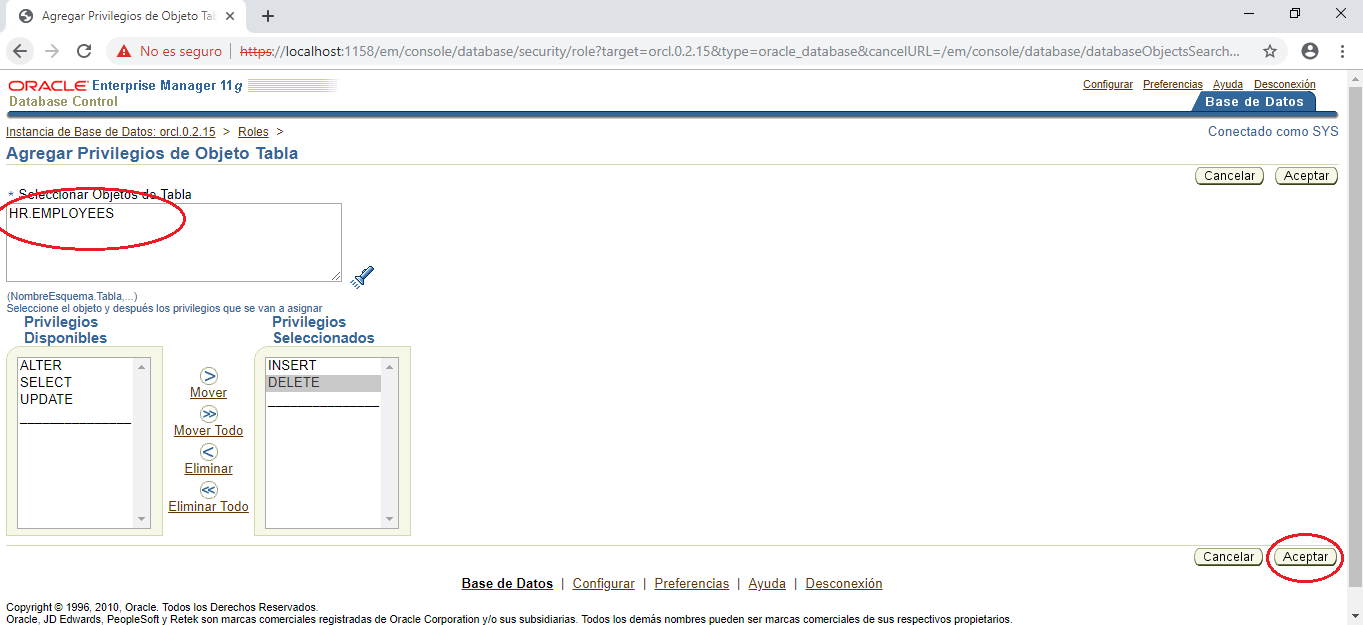 Agregar Privilegios de Objeto Tab
No es seguro | https://localhost:1158/em/console/database/security/role?target=orcl.0.2.15&type=oracle_database&cancelURL=/em/console/database/databaseObjectsSearch...
ORACLE Enterprise Manager 11g
Database Control
Configurar Preferencias Ayuda Desconexión
Base de Datos
Instancia de Base de Datos: orcl.0.2.15 > Roles >
Conectado como SYS
Agregar Privilegios de Objeto Tabla
Cancelar Aceptar
* Seleccionar Objetos de Tabla
HR.EMPLOYEES
(NombreEsquema.Tabla,...)
Seleccione el objeto y después los privilegios que se van a asignar
Privilegios Disponibles
ALTER
SELECT
UPDATE
Mover
Mover Todo
Eliminar
Eliminar Todo
Privilegios Seleccionados
INSERT
DELETE
Cancelar Aceptar
Base de Datos | Configurar | Preferencias | Ayuda | Desconexión
Copyright © 1996, 2010, Oracle. Todos los Derechos Reservados.
Oracle, JD Edwards, PeopleSoft y Retek son marcas comerciales registradas de Oracle Corporation y/o sus subsidiarias. Todos los demás nombres pueden ser marcas comerciales de sus respectivos propietarios.